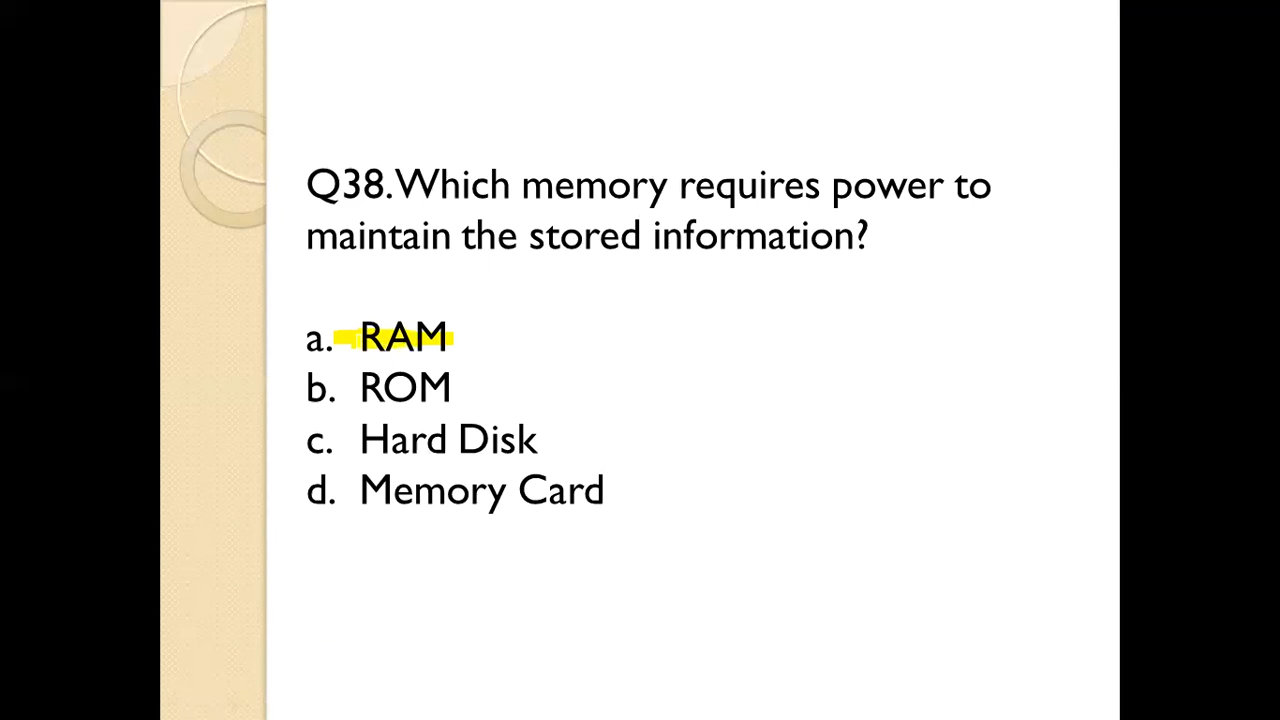 Q38. Which memory requires power to
maintain the stored information?
a. RAM
b. ROM
c. Hard Disk
d. Memory Card